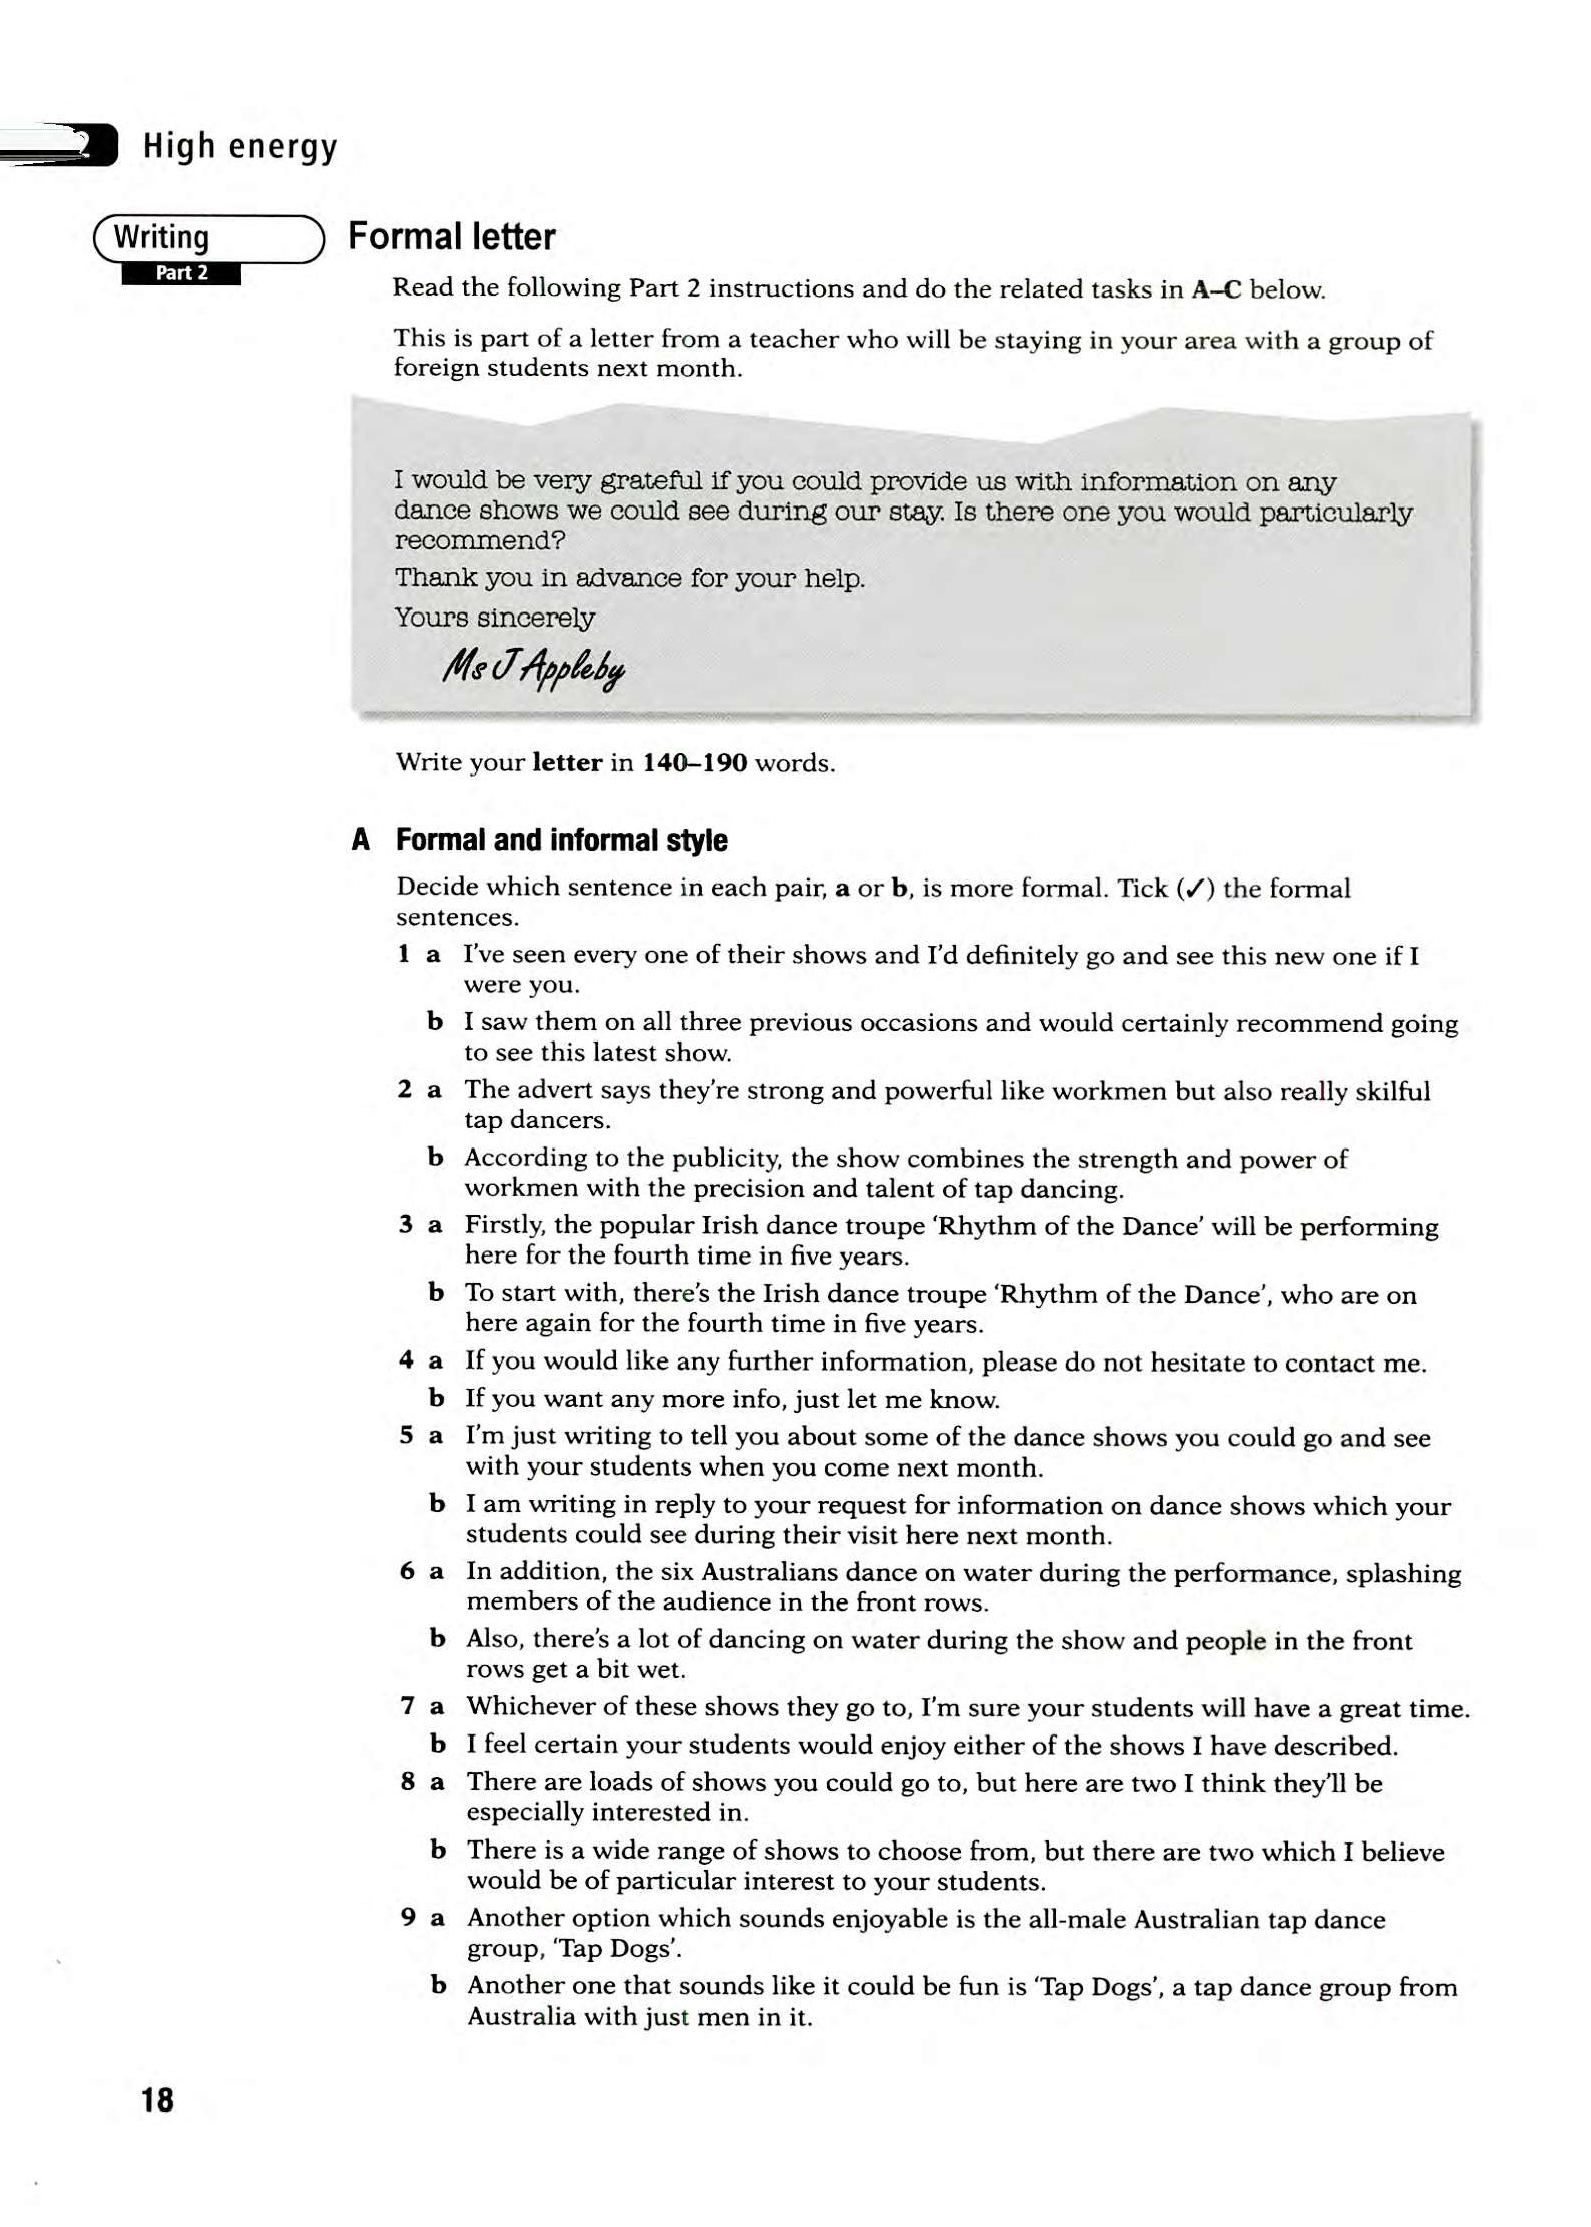 2 High energy
Writing
Part 2
Formal letter
Read the following Part 2 instructions and do the related tasks in A–C below.
This is part of a letter from a teacher who will be staying in your area with a group of
foreign students next month.
I would be very grateful if you could provide us with information on any
dance shows we could see during our stay. Is there one you would particularly
recommend?
Thank you in advance for your help.
Yours sincerely
Ms J Appleby
Write your letter in 140–190 words.
A Formal and informal style
Decide which sentence in each pair, a or b, is more formal. Tick (✓) the formal
sentences.
1 a I've seen every one of their shows and I'd definitely go and see this new one if I
were you.
b I saw them on all three previous occasions and would certainly recommend going
to see this latest show.
2 a The advert says they're strong and powerful like workmen but also really skilful
tap dancers.
b According to the publicity, the show combines the strength and power of
workmen with the precision and talent of tap dancing.
3 a Firstly, the popular Irish dance troupe 'Rhythm of the Dance' will be performing
here for the fourth time in five years.
b To start with, there's the Irish dance troupe 'Rhythm of the Dance', who are on
here again for the fourth time in five years.
4 a If you would like any further information, please do not hesitate to contact me.
b If you want any more info, just let me know.
5 a I'm just writing to tell you about some of the dance shows you could go and see
with your students when you come next month.
b I am writing in reply to your request for information on dance shows which your
students could see during their visit here next month.
6 a In addition, the six Australians dance on water during the performance, splashing
members of the audience in the front rows.
b Also, there's a lot of dancing on water during the show and people in the front
rows get a bit wet.
7 a Whichever of these shows they go to, I'm sure your students will have a great time.
b I feel certain your students would enjoy either of the shows I have described.
8 a There are loads of shows you could go to, but here are two I think they'll be
especially interested in.
b There is a wide range of shows to choose from, but there are two which I believe
would be of particular interest to your students.
9 a Another option which sounds enjoyable is the all-male Australian tap dance
group, 'Tap Dogs'.
b Another one that sounds like it could be fun is 'Tap Dogs', a tap dance group from
Australia with just men in it.
18